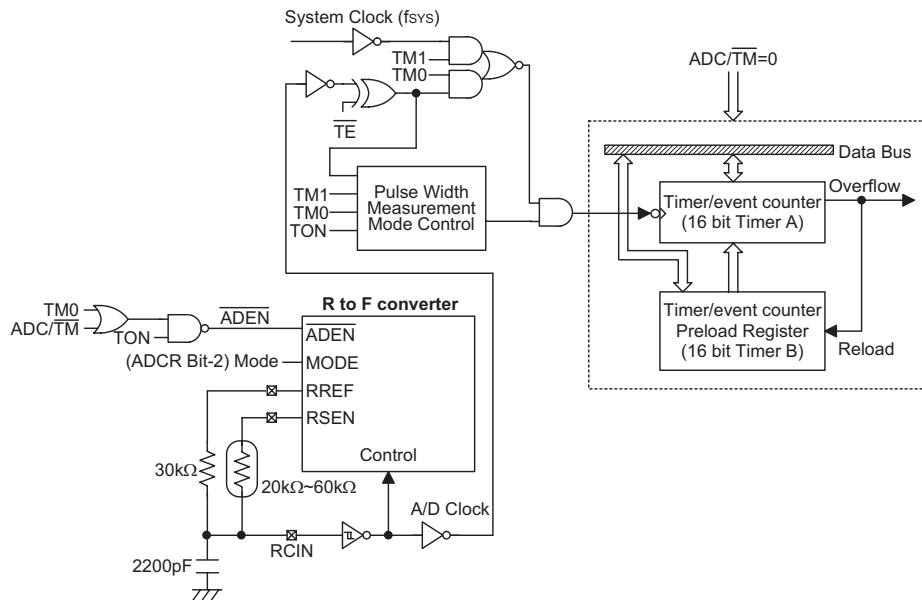 System Clock (fSYS)
TM1
TM0
TE
ADC/TM=0
Data Bus
Overflow
Timer/event counter
(16 bit Timer A)
Timer/event counter
Preload Register
(16 bit Timer B)
Reload
TM1
TM0
TON
Pulse Width
Measurement
Mode Control
R to F converter
TM0
ADC/TM
TON
ADEN
ADEN
(ADCR Bit-2) Mode
MODE
RREF
RSEN
Control
30kΩ
20kΩ~60kΩ
A/D Clock
RCIN
2200pF